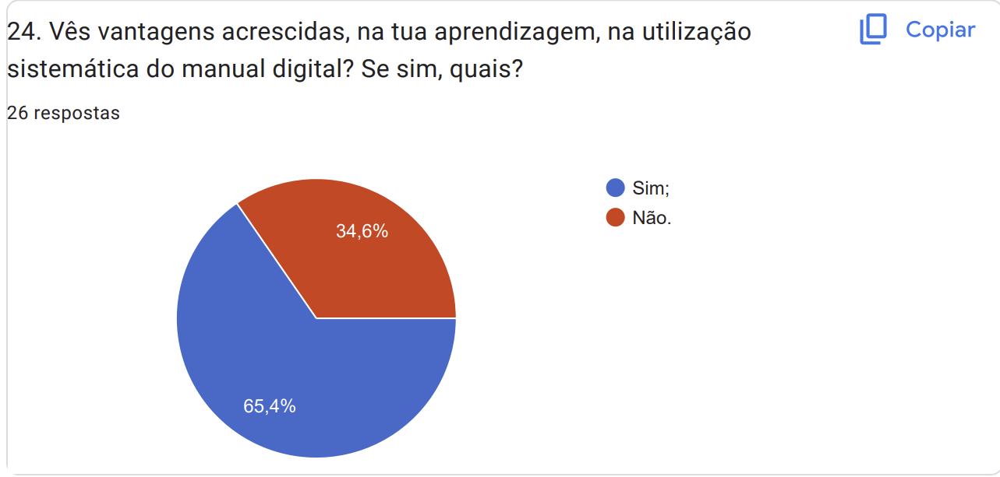 24. Vês vantagens acrescidas, na tua aprendizagem, na utilização
sistemática do manual digital? Se sim, quais?
Copiar
26 respostas
Sim;
Não.
34,6%
65,4%